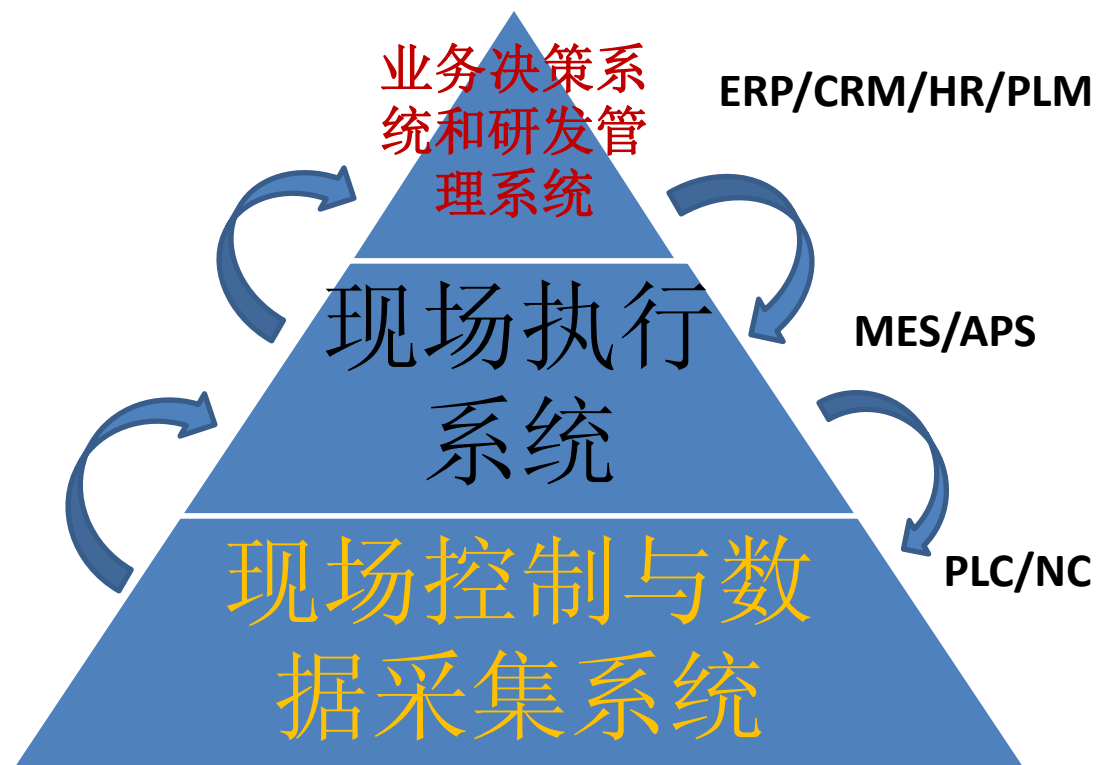 业务决策系
统和研发管
理系统
ERP/CRM/HR/PLM
现场执行
系统
MES/APS
现场控制与数
据采集系统
PLC/NC